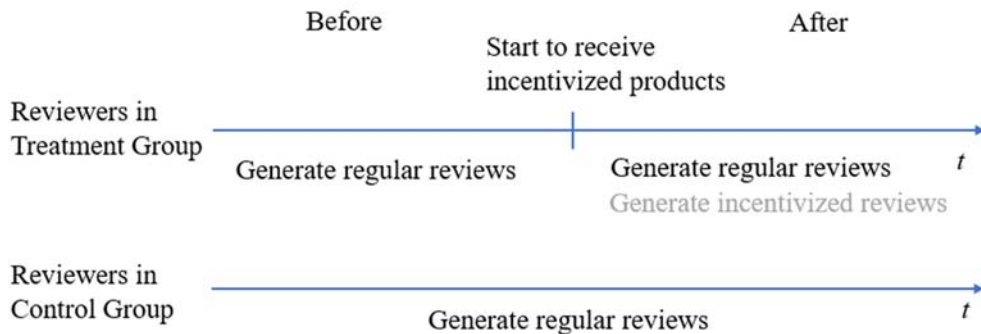 Before
After
Start to receive
incentivized products
Reviewers in
Treatment Group
t
Generate regular reviews
Generate regular reviews
Generate incentivized reviews
Reviewers in
Control Group
t
Generate regular reviews